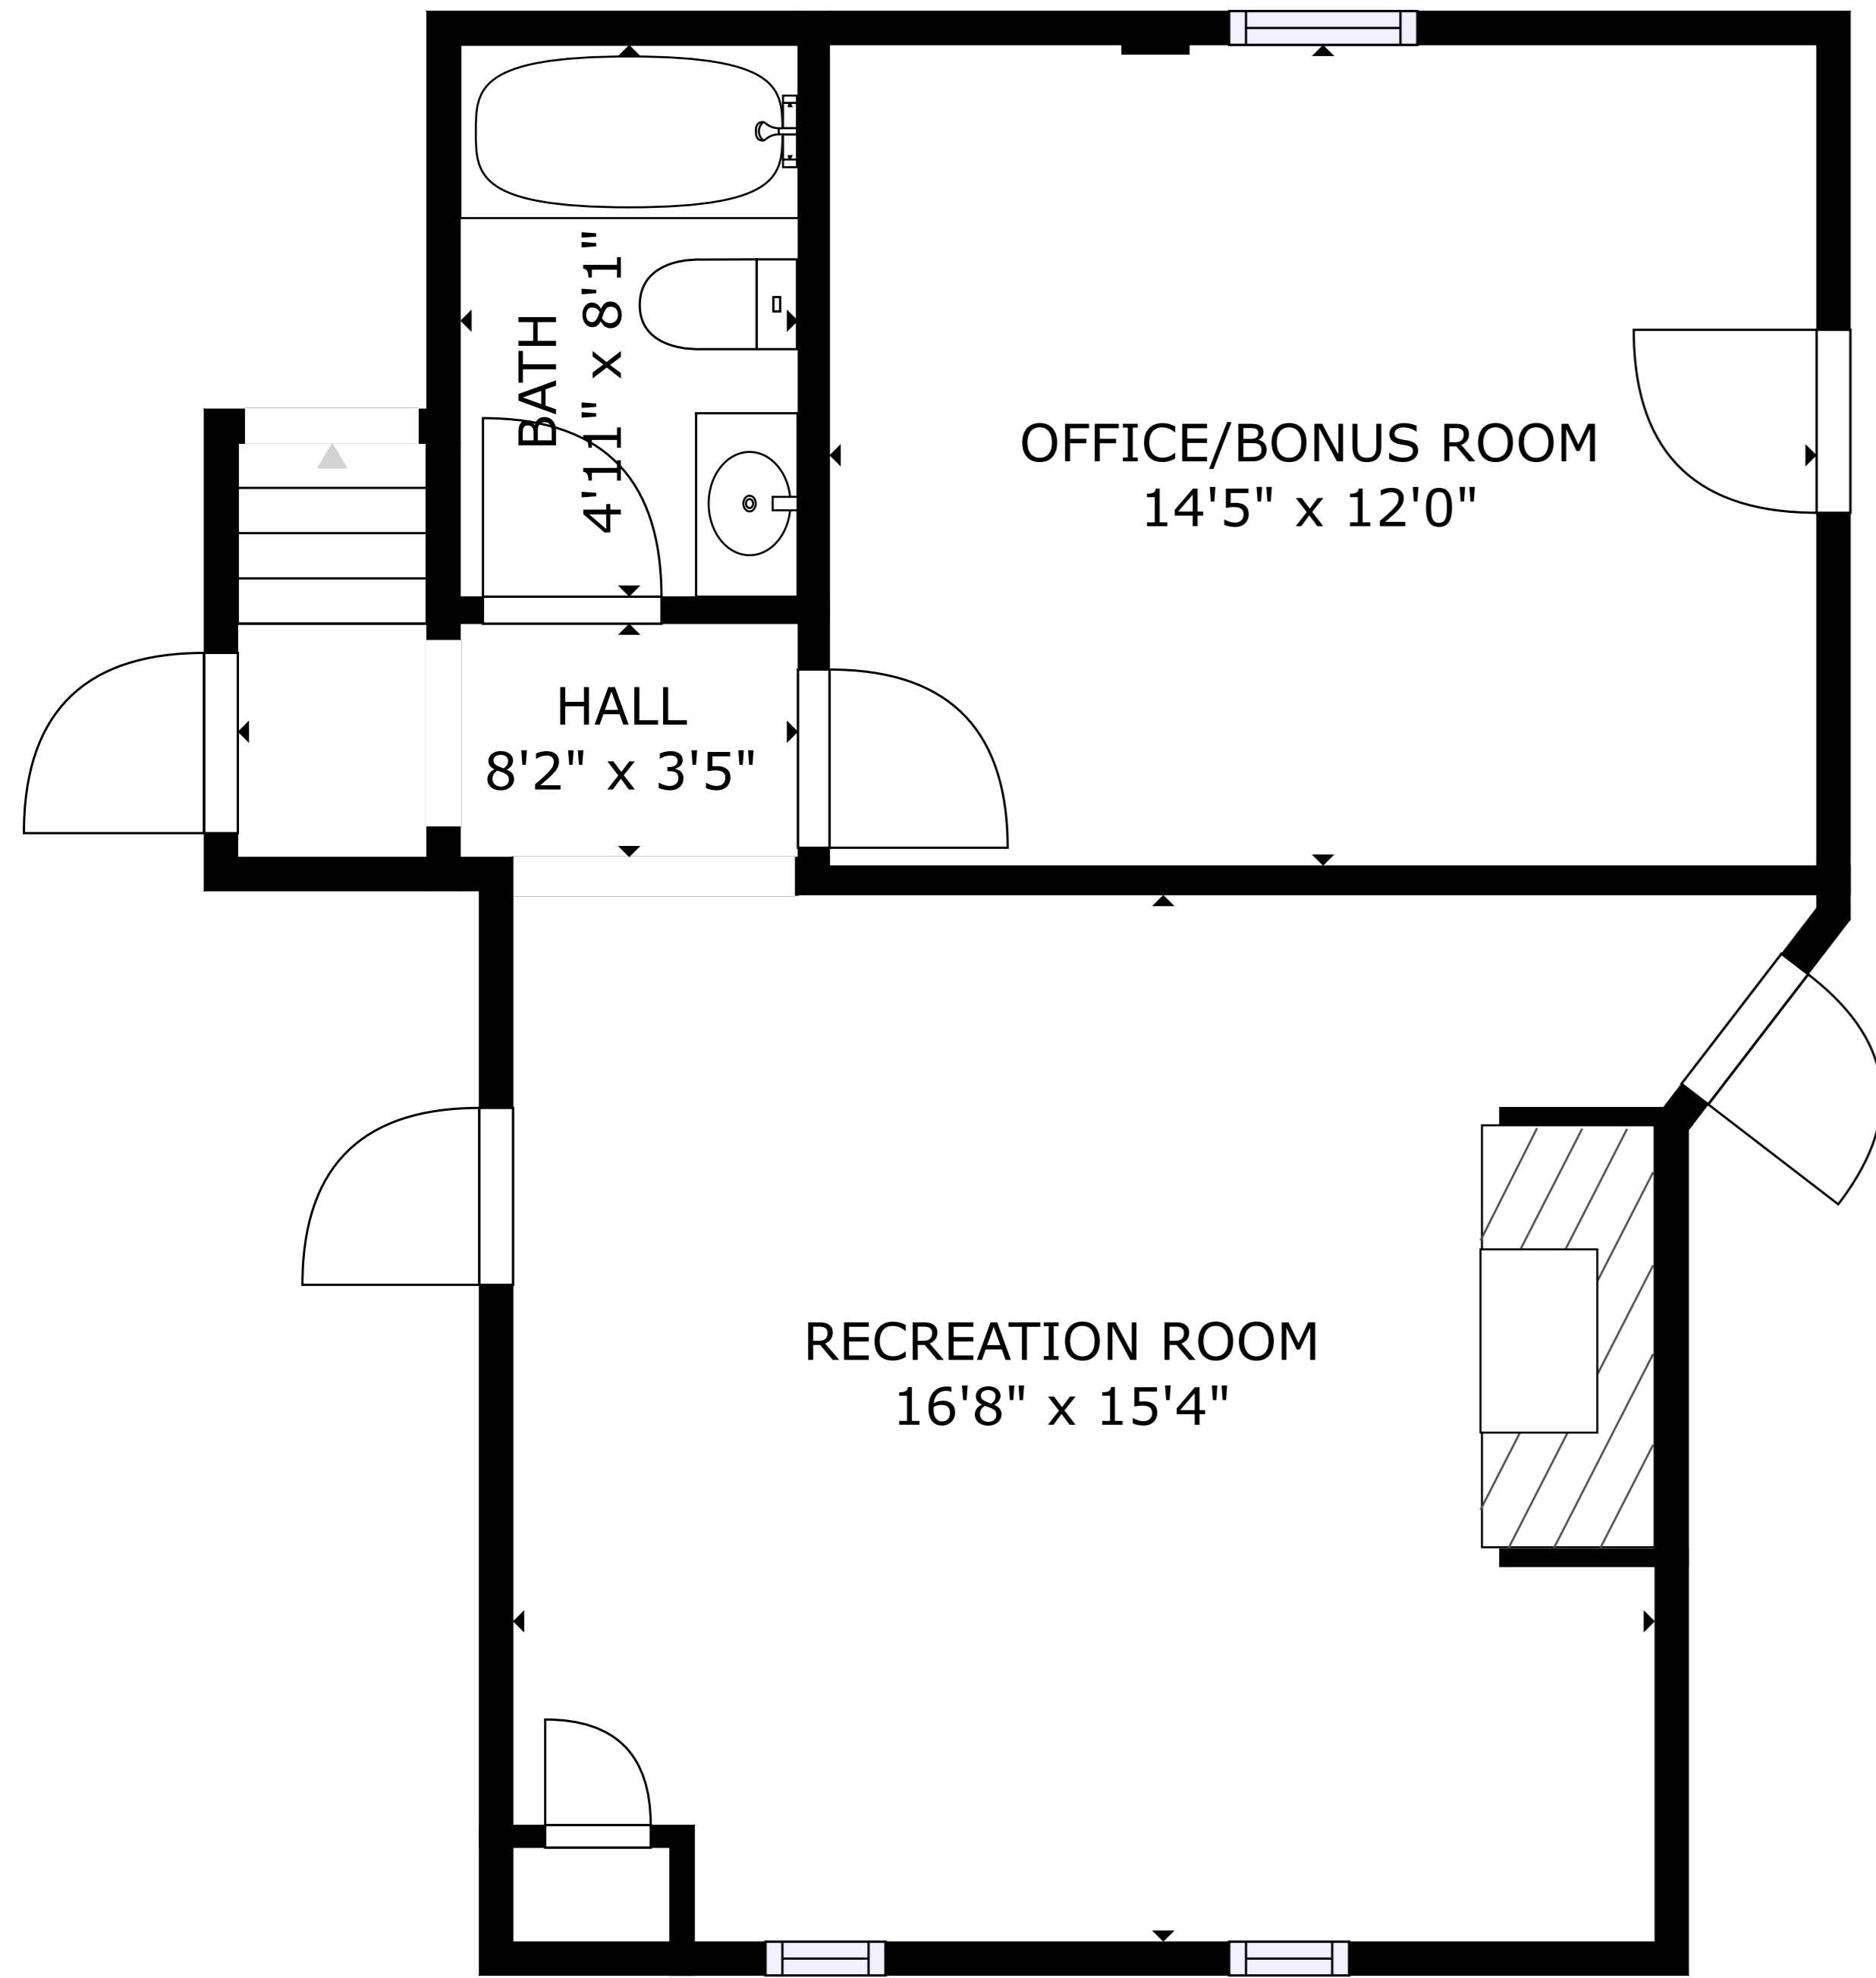 BATH
4'11" x 8'1"
OFFICE/BONUS ROOM
14'5" x 12'0"
HALL
8'2" x 3'5"
RECREATION ROOM
16'8" x 15'4"